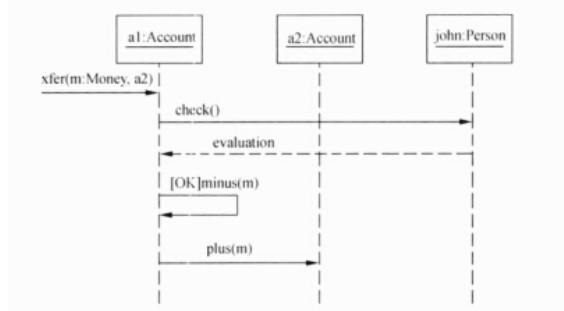 a1:Account
a2:Account
john:Person
xfer(m:Money, a2)
check()
evaluation
[OK]minus(m)
plus(m)